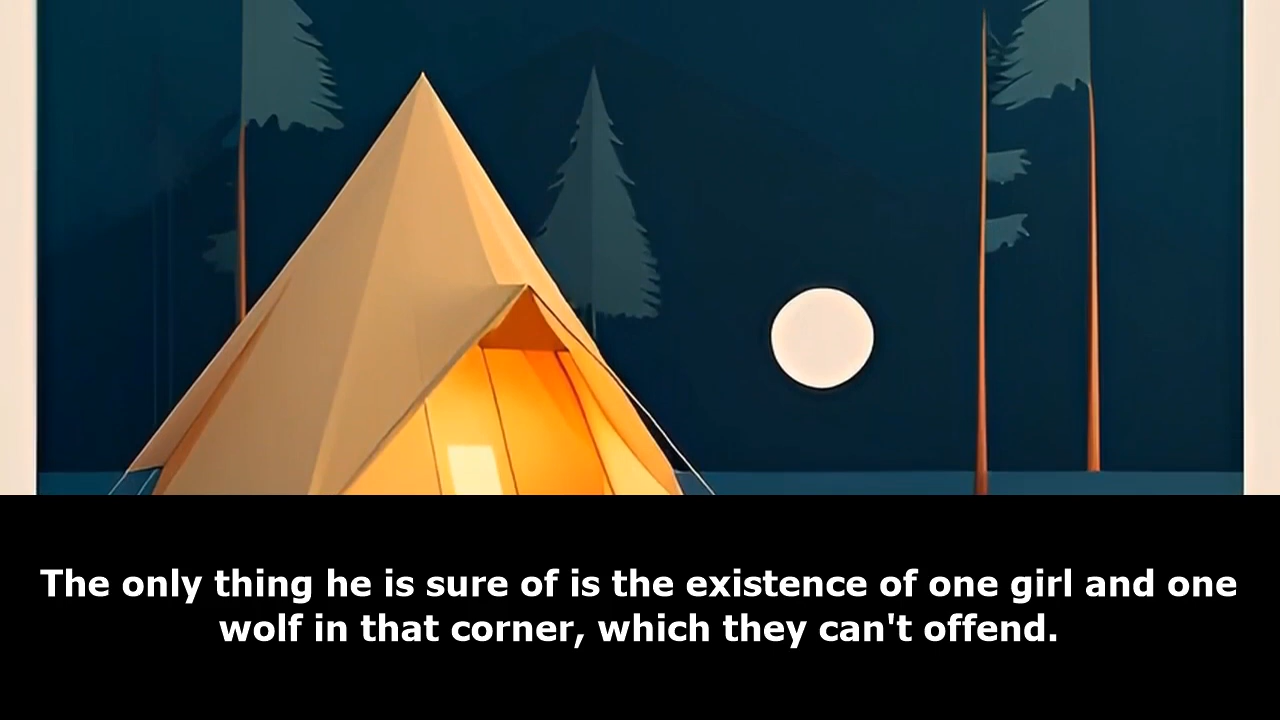 The only thing he is sure of is the existence of one girl and one
wolf in that corner, which they can't offend.